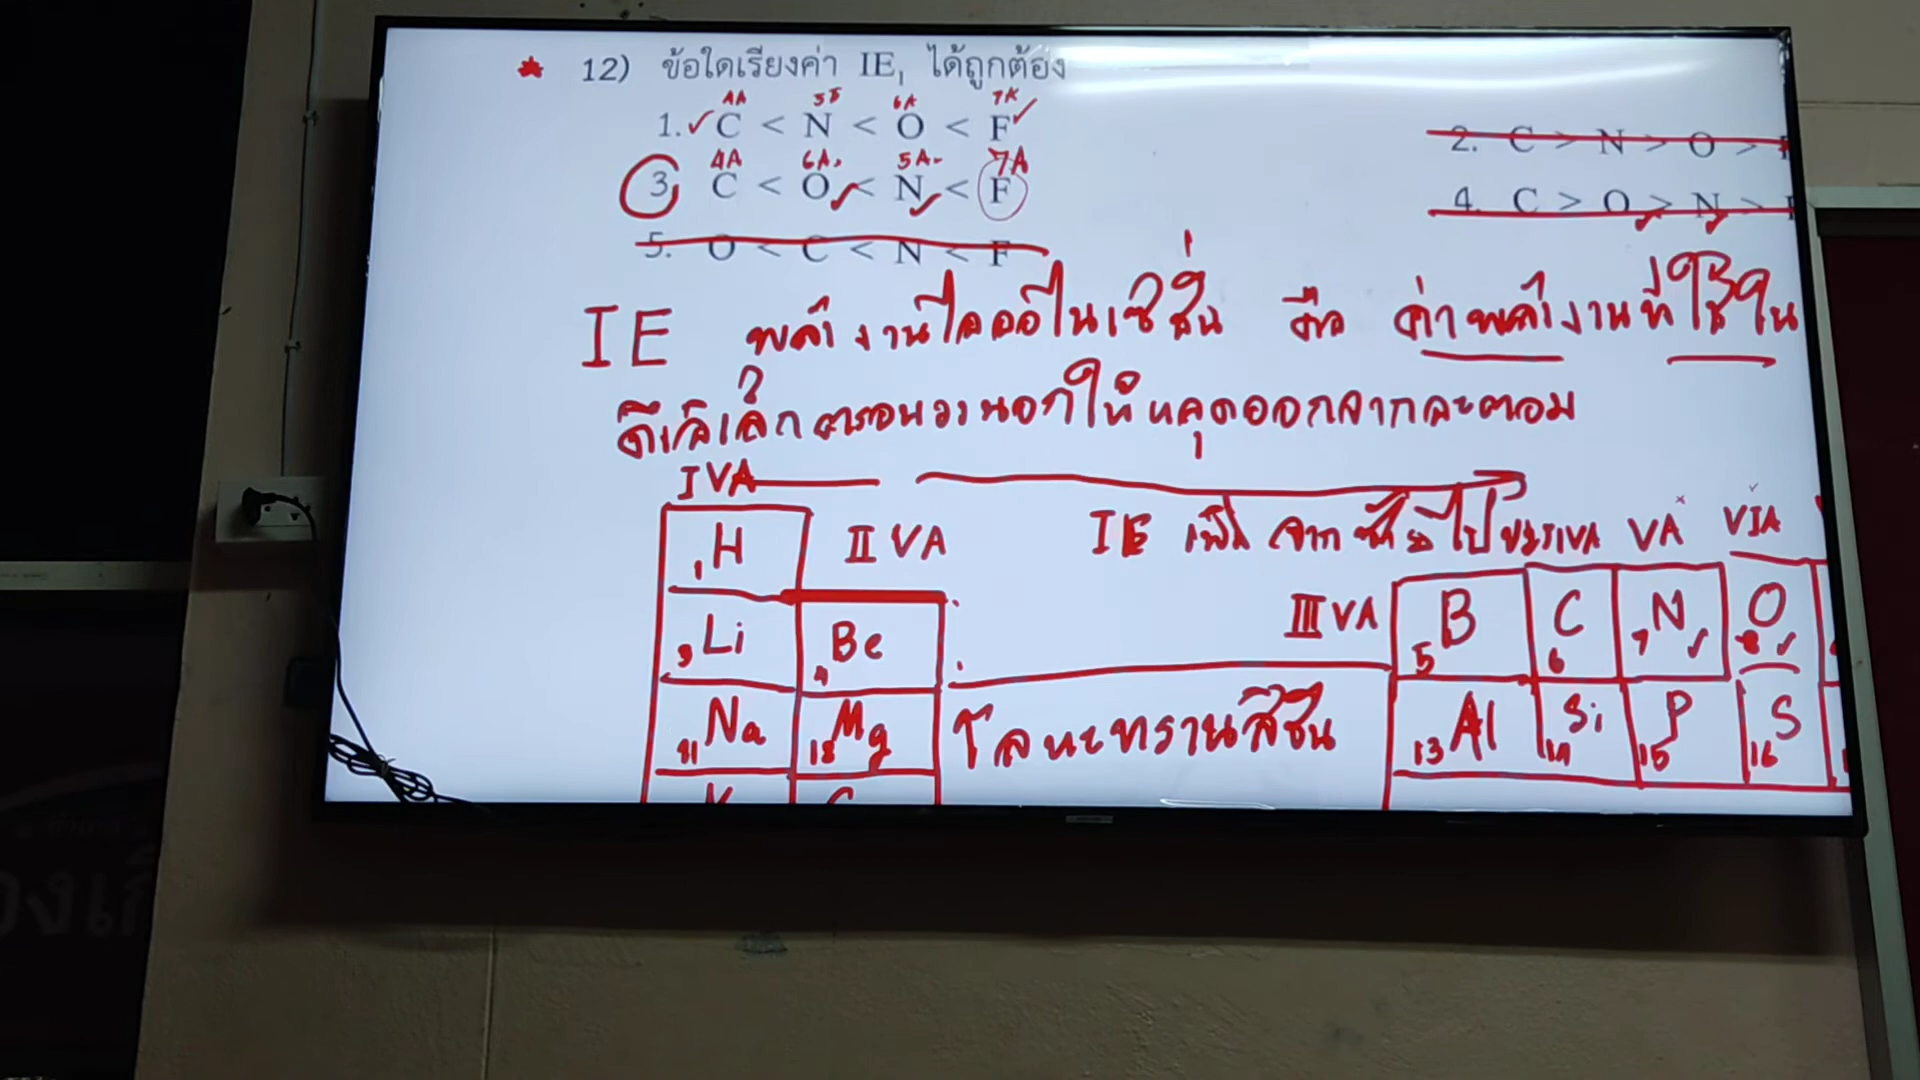 12) ข้อใดเรียงค่า IE₁ ได้ถูกต้อง
4A 5A 6A 7A
1. C < N < O < F
2. C > N > O >
4A 6A 5A 7A
3. C < O < N < F
4. C > O > N >
5. O < C < N < F
IE พลังงานไอออไนเซชั่น คือ ค่าพลังงานที่ใช้ใน
ดึงอิเล็กตรอนวงนอกให้หลุดออกจากอะตอม
IVA
IE เพิ่มจากซ้ายไปขวา IVA VA VIA
1 H IIVA
IIIVA 5 B 6 C 7 N 8 O
3 Li 4 Be
11 Na 12 Mg โลหะทรานสิชัน 13 Al 14 Si 15 P 16 S